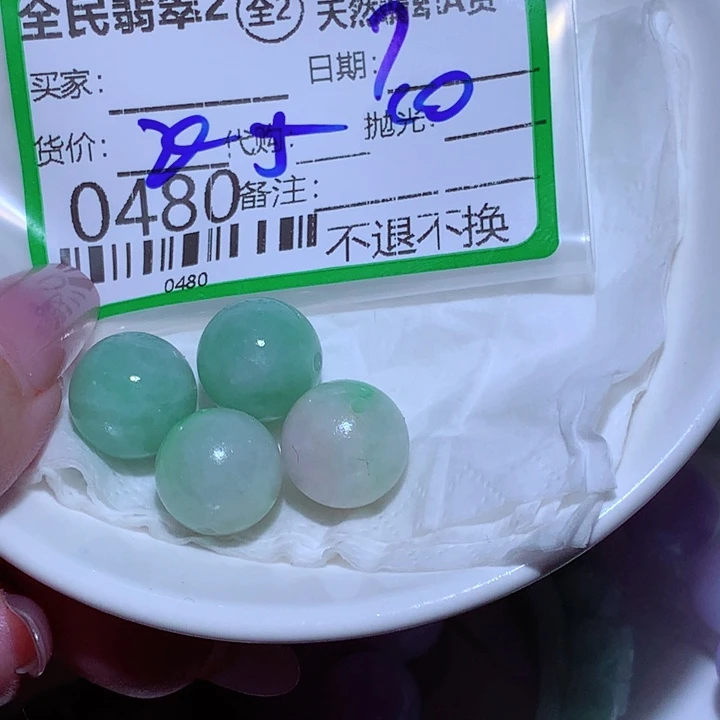 全民翡翠2 全2 天然翡翠A货
买家: 日期:
货价: 代购: 抛光:
0480 备注:
不退不换
0480